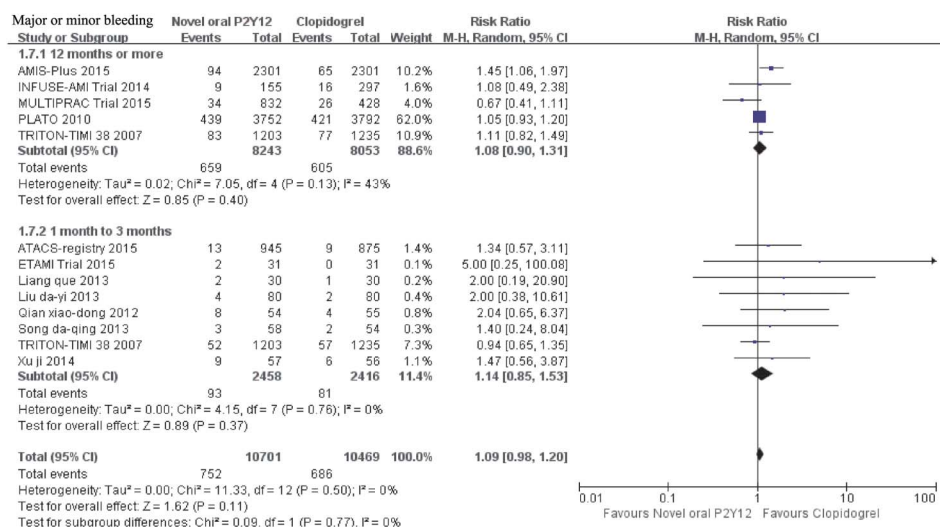 Major or minor bleeding Novel oral P2Y12 Clopidogrel Risk Ratio Risk Ratio
Study or Subgroup Events Total Events Total Weight M-H, Random, 95% CI M-H, Random, 95% CI
1.7.1 12 months or more
AMIS-Plus 2015 94 2301 65 2301 10.2% 1.45 [1.06, 1.97]
INFUSE-AMI Trial 2014 9 155 16 297 1.6% 1.08 [0.49, 2.38]
MULTIPRAC Trial 2015 34 832 26 428 4.0% 0.67 [0.41, 1.11]
PLATO 2010 439 3752 421 3792 62.0% 1.05 [0.93, 1.20]
TRITON-TIMI 38 2007 83 1203 77 1235 10.9% 1.11 [0.82, 1.49]
Subtotal (95% CI) 8243 8053 88.6% 1.08 [0.90, 1.31]
Total events 659 605
Heterogeneity: Tau² = 0.02; Chi² = 7.05, df = 4 (P = 0.13); I² = 43%
Test for overall effect: Z = 0.85 (P = 0.40)
1.7.2 1 month to 3 months
ATACS-registry 2015 13 945 9 875 1.4% 1.34 [0.57, 3.11]
ETAMI Trial 2015 2 31 0 31 0.1% 5.00 [0.25, 100.08]
Liang que 2013 2 30 1 30 0.2% 2.00 [0.19, 20.90]
Liu da-yi 2013 4 80 2 80 0.4% 2.00 [0.38, 10.61]
Qian xiao-dong 2012 8 54 4 55 0.8% 2.04 [0.65, 6.37]
Song da-qing 2013 3 58 2 54 0.3% 1.40 [0.24, 8.04]
TRITON-TIMI 38 2007 52 1203 57 1235 7.3% 0.94 [0.65, 1.35]
Xu ji 2014 9 57 6 56 1.1% 1.47 [0.56, 3.87]
Subtotal (95% CI) 2458 2416 11.4% 1.14 [0.85, 1.53]
Total events 93 81
Heterogeneity: Tau² = 0.00; Chi² = 4.15, df = 7 (P = 0.76); I² = 0%
Test for overall effect: Z = 0.89 (P = 0.37)
Total (95% CI) 10701 10469 100.0% 1.09 [0.98, 1.20]
Total events 752 686
Heterogeneity: Tau² = 0.00; Chi² = 11.33, df = 12 (P = 0.50); I² = 0%
Test for overall effect: Z = 1.62 (P = 0.11)
Test for subgroup differences: Chi² = 0.09, df = 1 (P = 0.77), I² = 0%
0.01 0.1 1 10 100
Favours Novel oral P2Y12 Favours Clopidogrel